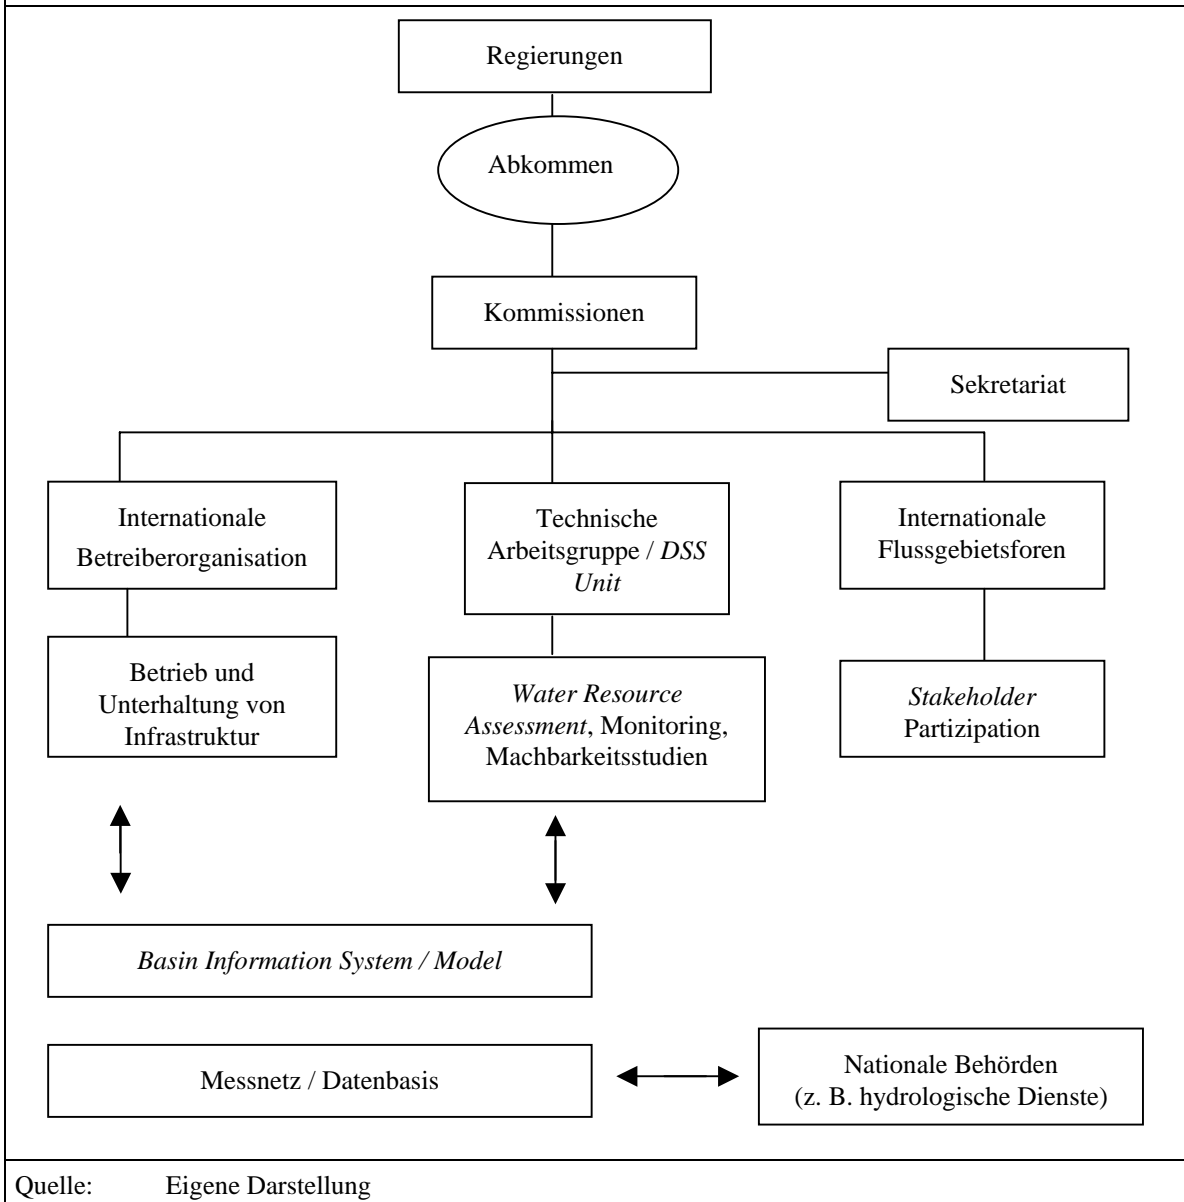 Regierungen
Abkommen
Kommissionen
Sekretariat
Internationale
Betreiberorganisation
Technische
Arbeitsgruppe / DSS
Unit
Internationale
Flussgebietsforen
Betrieb und
Unterhaltung von
Infrastruktur
Water Resource
Assessment, Monitoring,
Machbarkeitsstudien
Stakeholder
Partizipation
Basin Information System / Model
Messnetz / Datenbasis
Nationale Behörden
(z. B. hydrologische Dienste)
Quelle: Eigene Darstellung